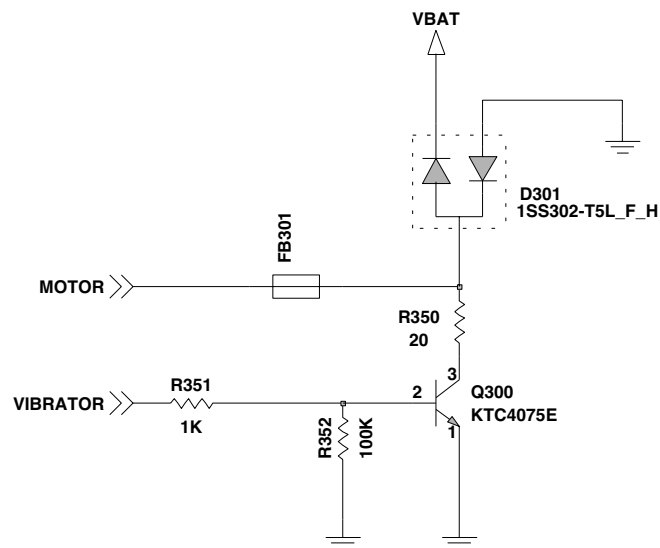 VBAT
D301
1SS302-T5L_F_H
FB301
MOTOR
R350
20
3
R351
2
Q300
VIBRATOR
KTC4075E
1K
R352
100K
1